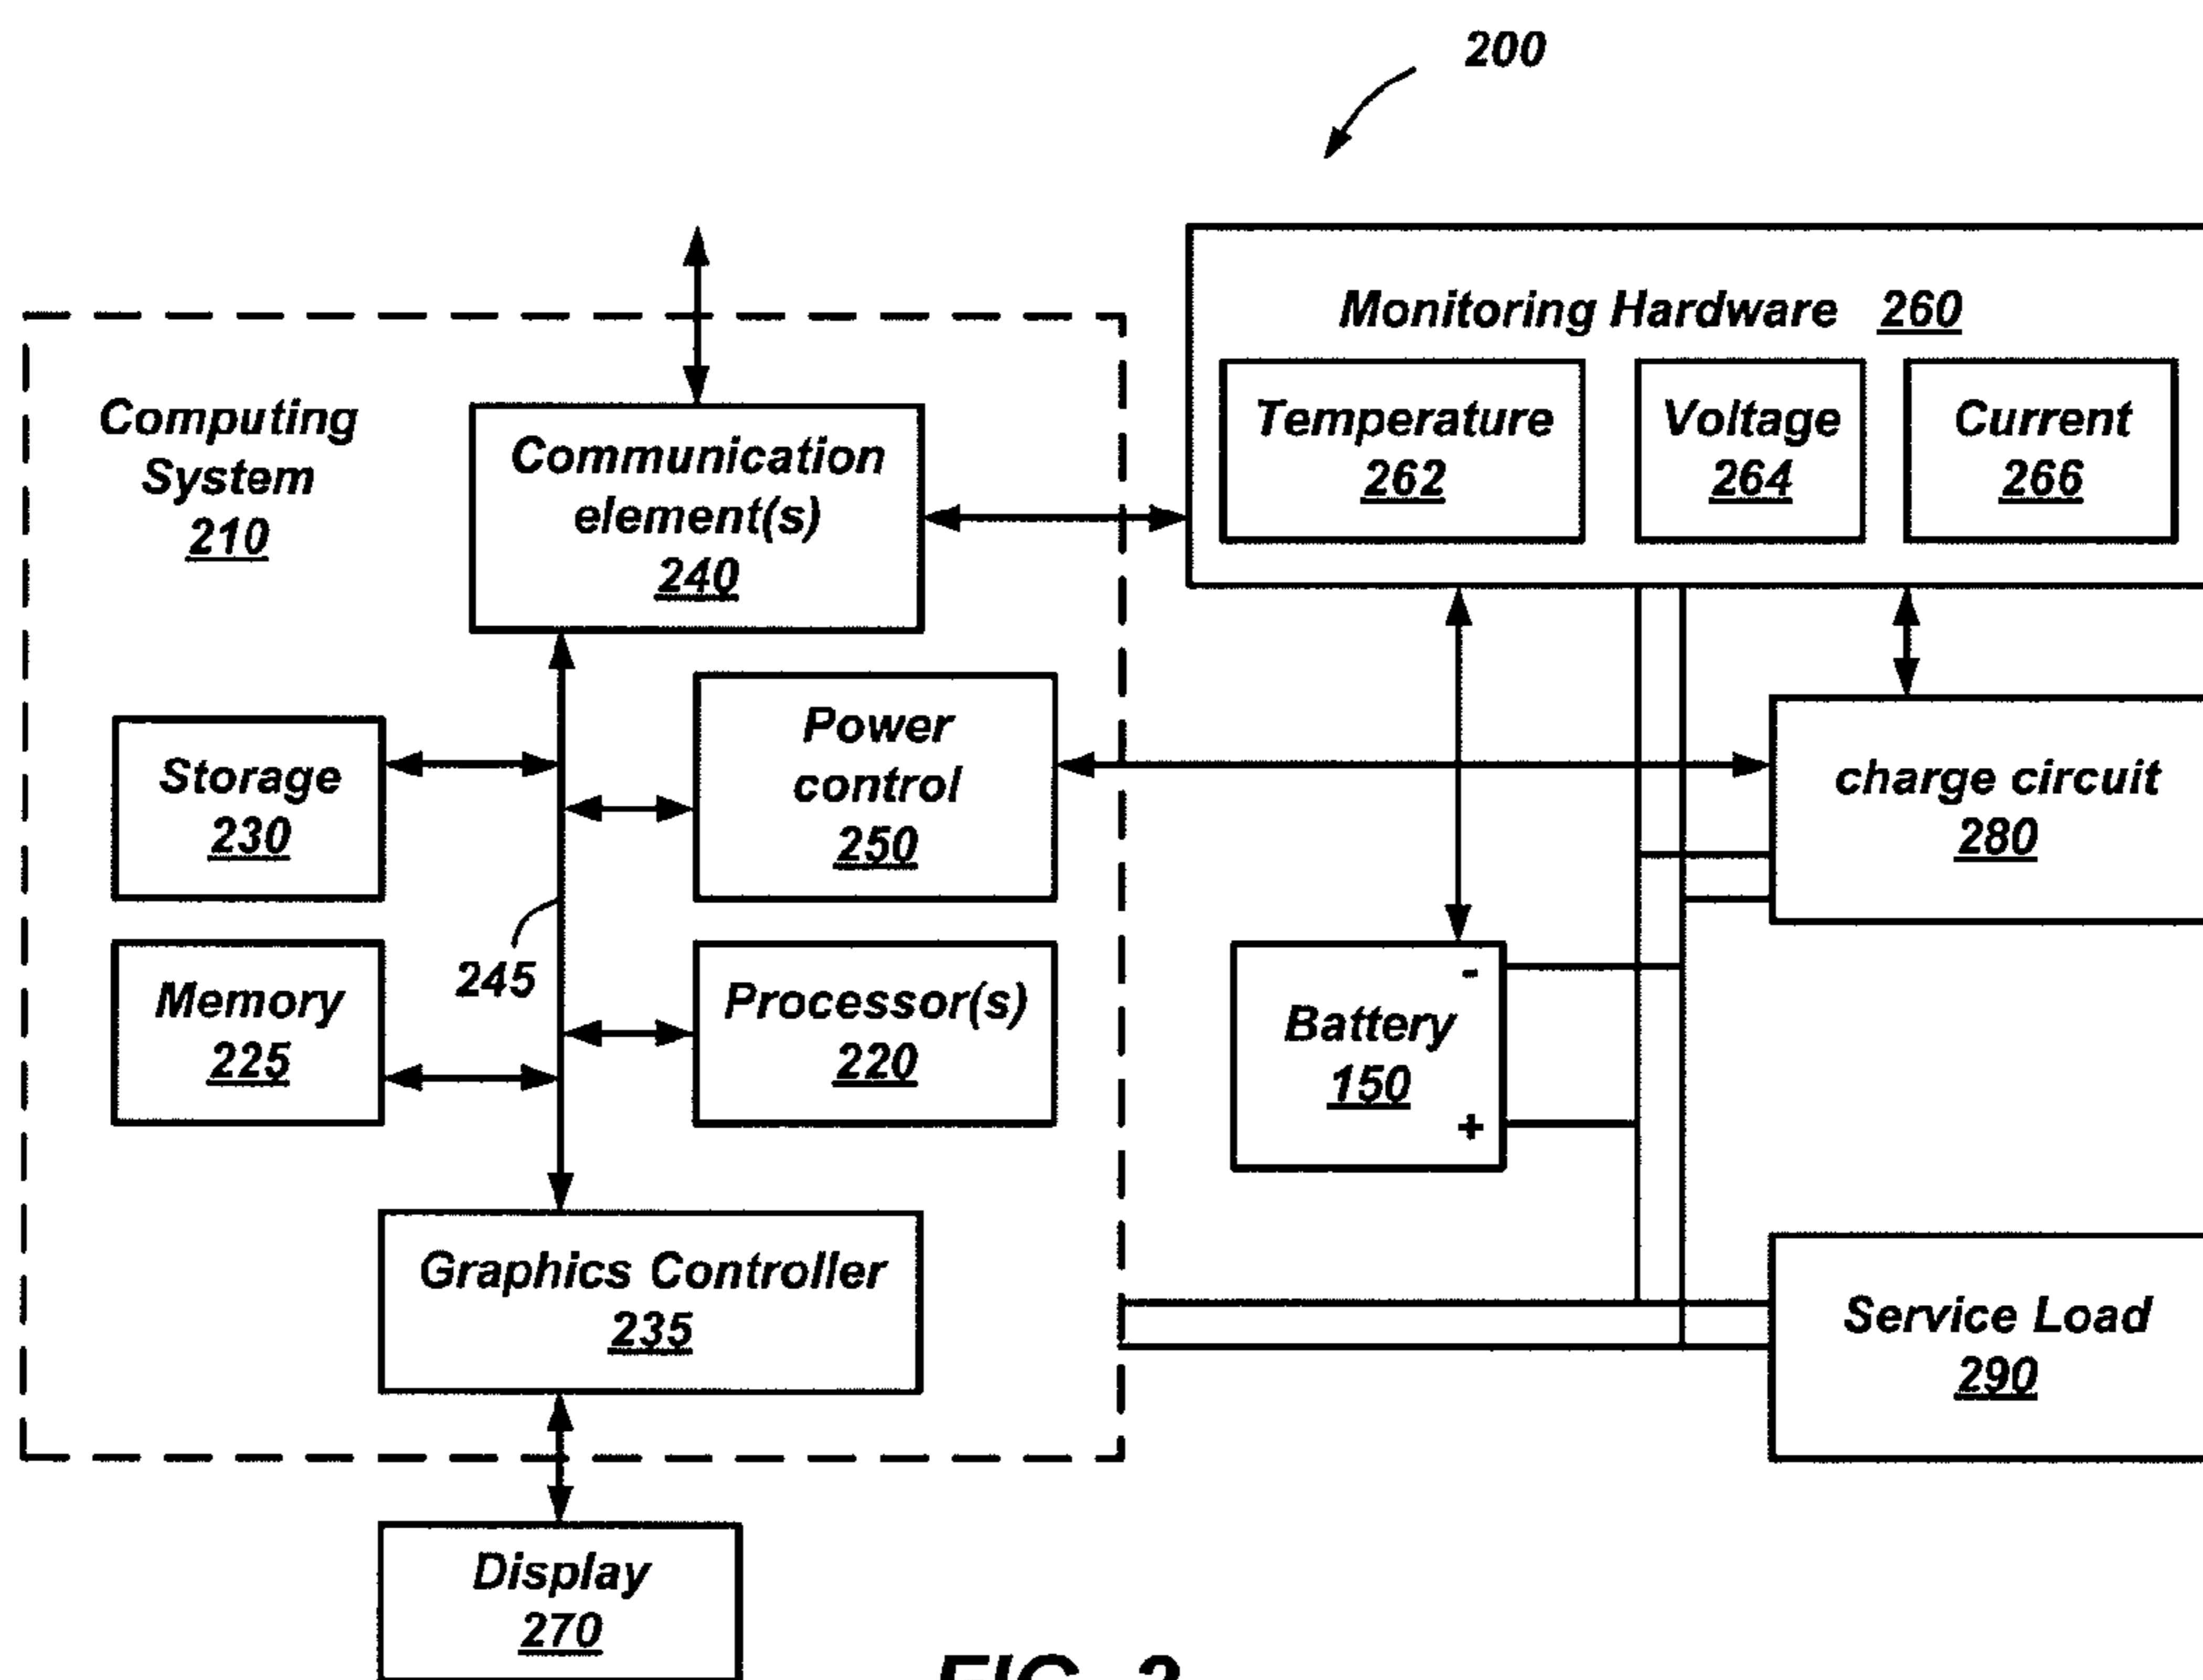 200
Monitoring Hardware 260
Temperature
262
Voltage
264
Current
266
Computing
System
210
Communication
element(s)
240
Storage
230
Power
control
250
charge circuit
280
245
Memory
225
Processor(s)
220
-
Battery
150
+
Graphics Controller
235
Service Load
290
Display
270
FIG. 2